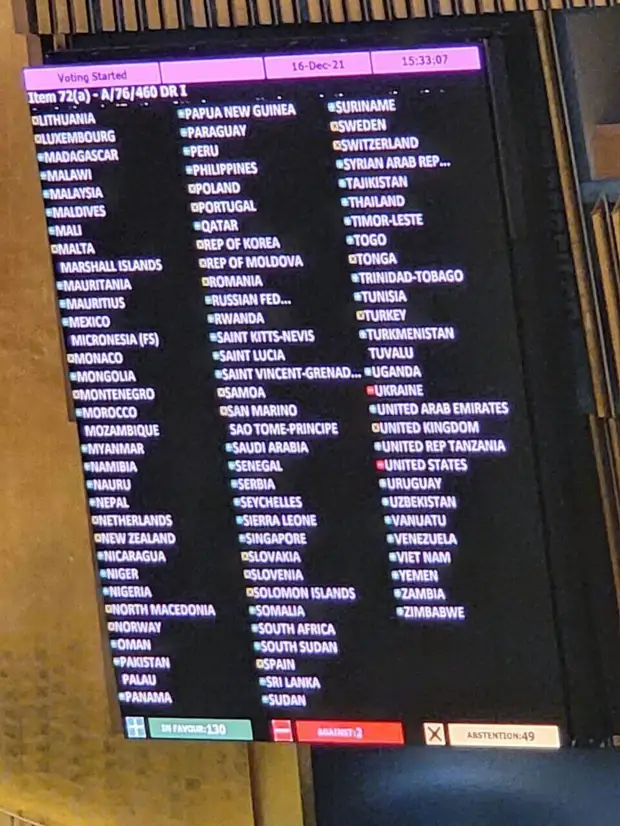 Voting Started 16-Dec-21 15:33:07
Item 72(a) - A/76/460 DR I
LITHUANIA
LUXEMBOURG
MADAGASCAR
MALAWI
MALAYSIA
MALDIVES
MALI
MALTA
MARSHALL ISLANDS
MAURITANIA
MAURITIUS
MEXICO
MICRONESIA (FS)
MONACO
MONGOLIA
MONTENEGRO
MOROCCO
MOZAMBIQUE
MYANMAR
NAMIBIA
NAURU
NEPAL
NETHERLANDS
NEW ZEALAND
NICARAGUA
NIGER
NIGERIA
NORTH MACEDONIA
NORWAY
OMAN
PAKISTAN
PALAU
PANAMA
PAPUA NEW GUINEA
PARAGUAY
PERU
PHILIPPINES
POLAND
PORTUGAL
QATAR
REP OF KOREA
REP OF MOLDOVA
ROMANIA
RUSSIAN FED...
RWANDA
SAINT KITTS-NEVIS
SAINT LUCIA
SAINT VINCENT-GRENAD...
SAMOA
SAN MARINO
SAO TOME-PRINCIPE
SAUDI ARABIA
SENEGAL
SERBIA
SEYCHELLES
SIERRA LEONE
SINGAPORE
SLOVAKIA
SLOVENIA
SOLOMON ISLANDS
SOMALIA
SOUTH AFRICA
SOUTH SUDAN
SPAIN
SRI LANKA
SUDAN
SURINAME
SWEDEN
SWITZERLAND
SYRIAN ARAB REP...
TAJIKISTAN
THAILAND
TIMOR-LESTE
TOGO
TONGA
TRINIDAD-TOBAGO
TUNISIA
TURKEY
TURKMENISTAN
TUVALU
UGANDA
UKRAINE
UNITED ARAB EMIRATES
UNITED KINGDOM
UNITED REP TANZANIA
UNITED STATES
URUGUAY
UZBEKISTAN
VANUATU
VENEZUELA
VIET NAM
YEMEN
ZAMBIA
ZIMBABWE
IN FAVOUR:130 AGAINST:2 ABSTENTION:49